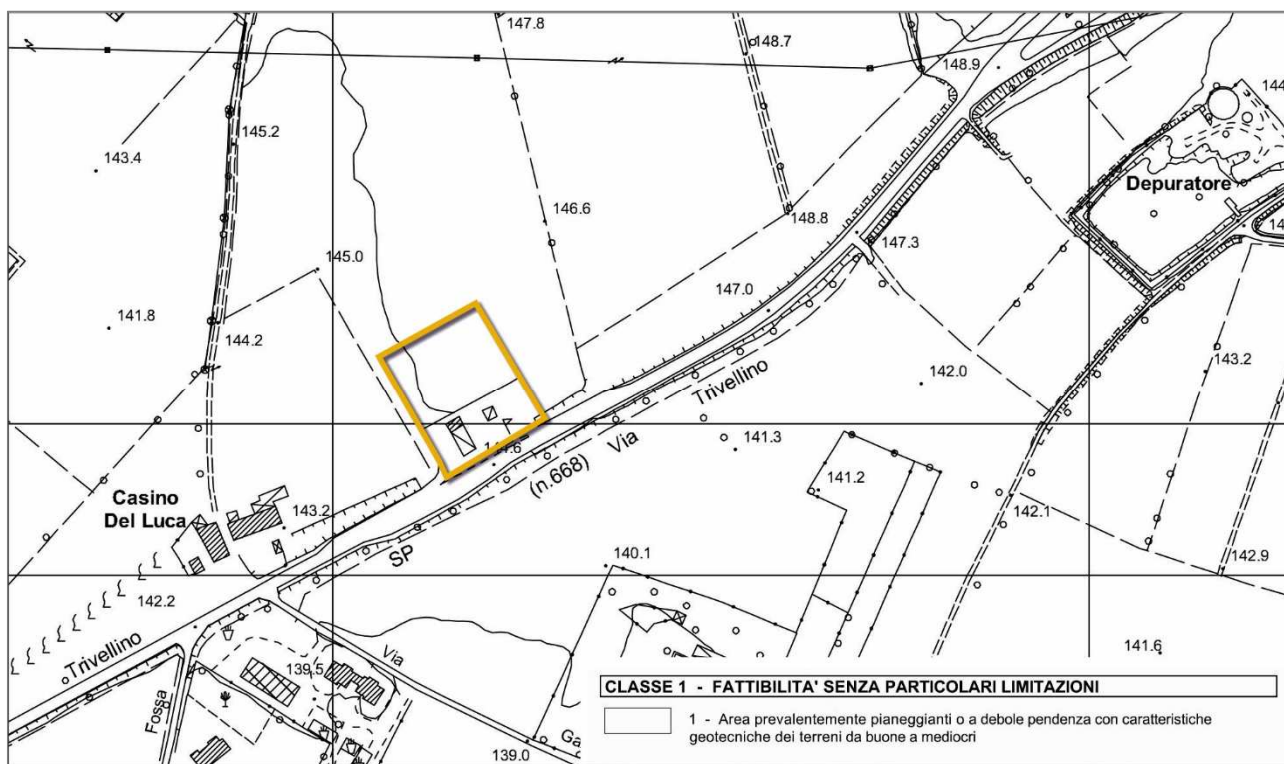 147.8
148.7
148.9
145.2
143.4
Depuratore
146.6
148.8
147.3
145.0
147.0
141.8
144.2
143.2
142.0
Trivellino
Via
(n.668)
SP
141.3
141.2
Casino
Del Luca
143.2
142.1
142.9
140.1
142.2
Trivellino
Via
139.5
Fossa
141.6
139.0
CLASSE 1 - FATTIBILITA' SENZA PARTICOLARI LIMITAZIONI
1 - Area prevalentemente pianeggianti o a debole pendenza con caratteristiche
geotecniche dei terreni da buone a mediocri